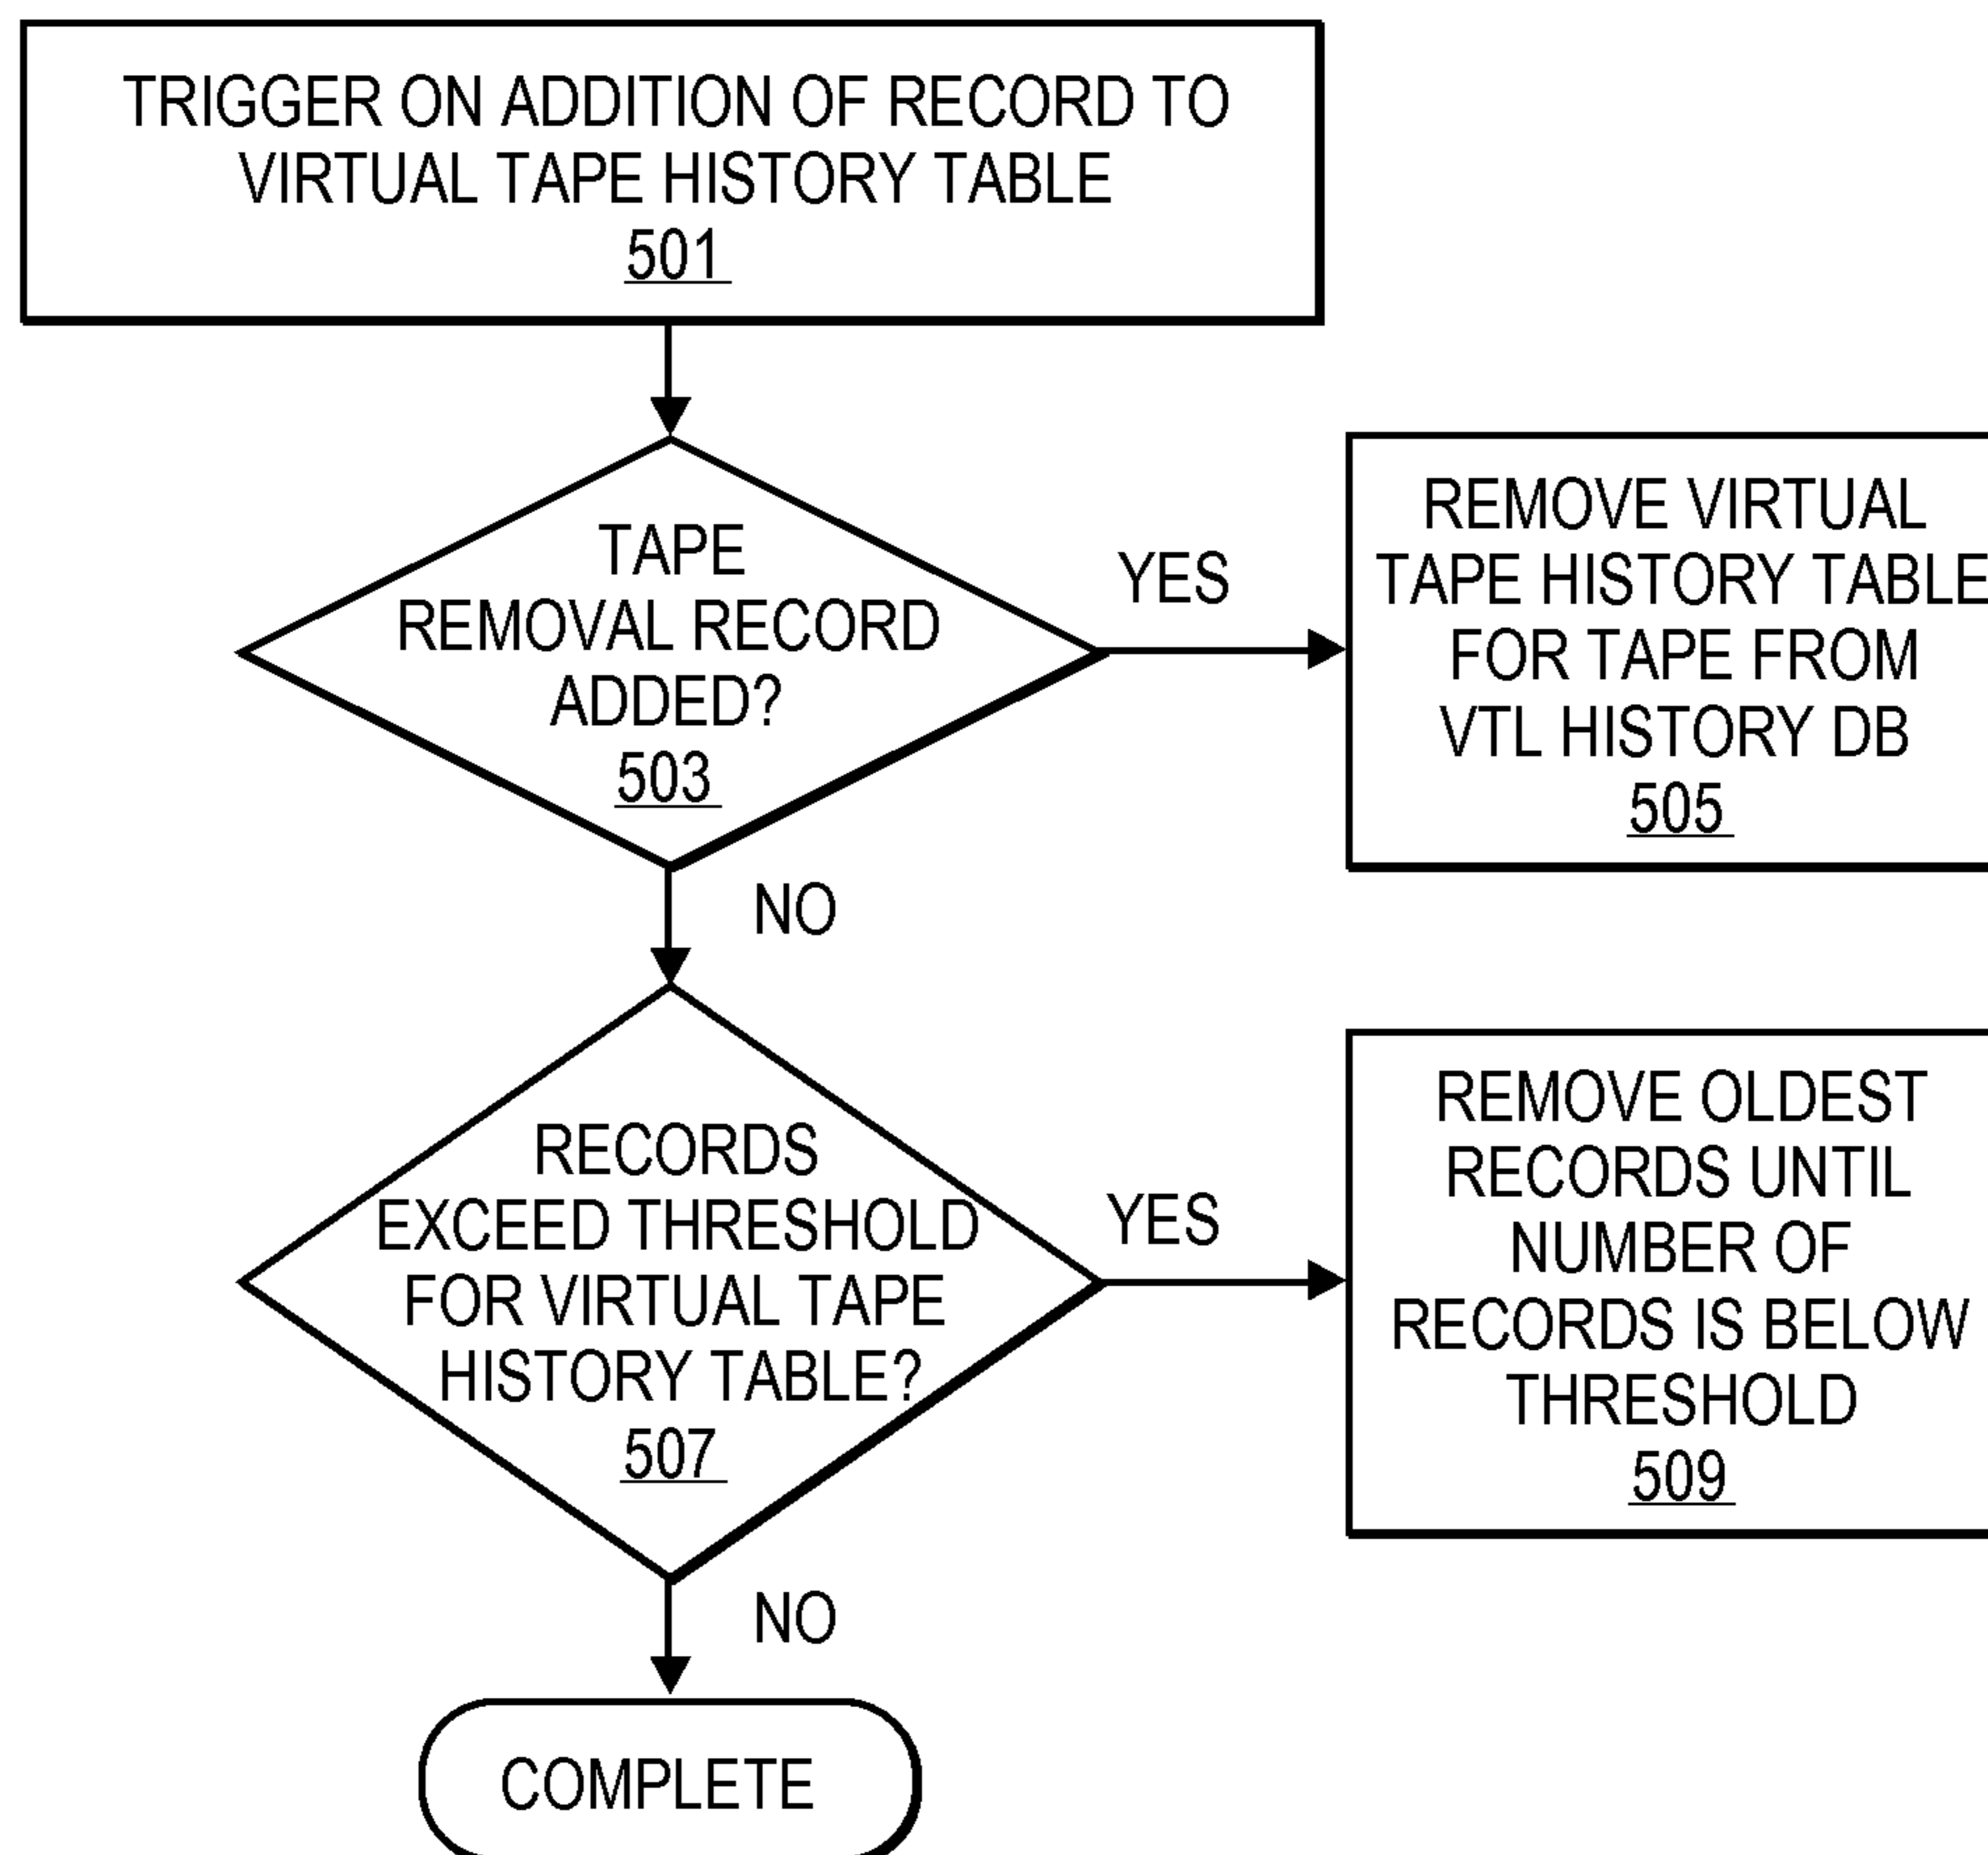 TRIGGER ON ADDITION OF RECORD TO
VIRTUAL TAPE HISTORY TABLE
501
TAPE
REMOVAL RECORD
ADDED?
503
YES
REMOVE VIRTUAL
TAPE HISTORY TABLE
FOR TAPE FROM
VTL HISTORY DB
505
NO
RECORDS
EXCEED THRESHOLD
FOR VIRTUAL TAPE
HISTORY TABLE?
507
YES
REMOVE OLDEST
RECORDS UNTIL
NUMBER OF
RECORDS IS BELOW
THRESHOLD
509
NO
COMPLETE